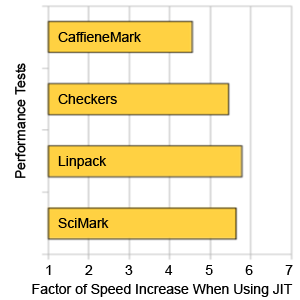 Performance Tests
CaffieneMark
Checkers
Linpack
SciMark
1 2 3 4 5 6 7
Factor of Speed Increase When Using JIT